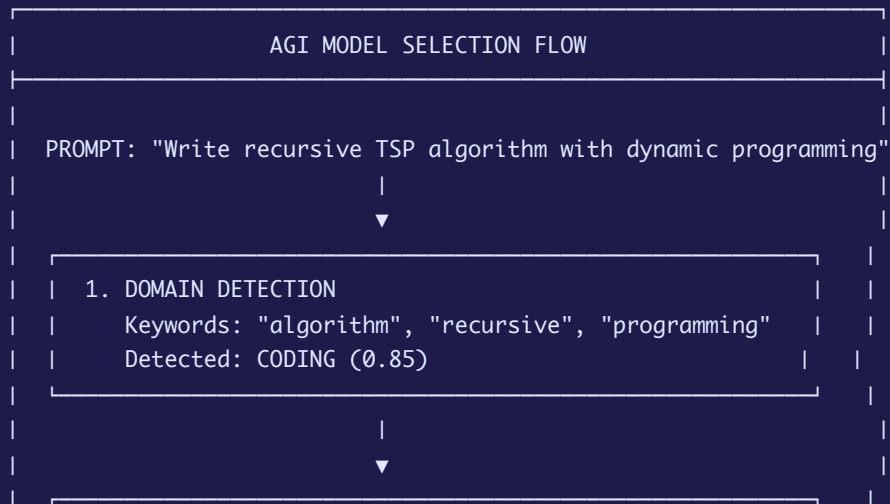 AGI MODEL SELECTION FLOW
PROMPT: "Write recursive TSP algorithm with dynamic programming"
1. DOMAIN DETECTION
Keywords: "algorithm", "recursive", "programming"
Detected: CODING (0.85)